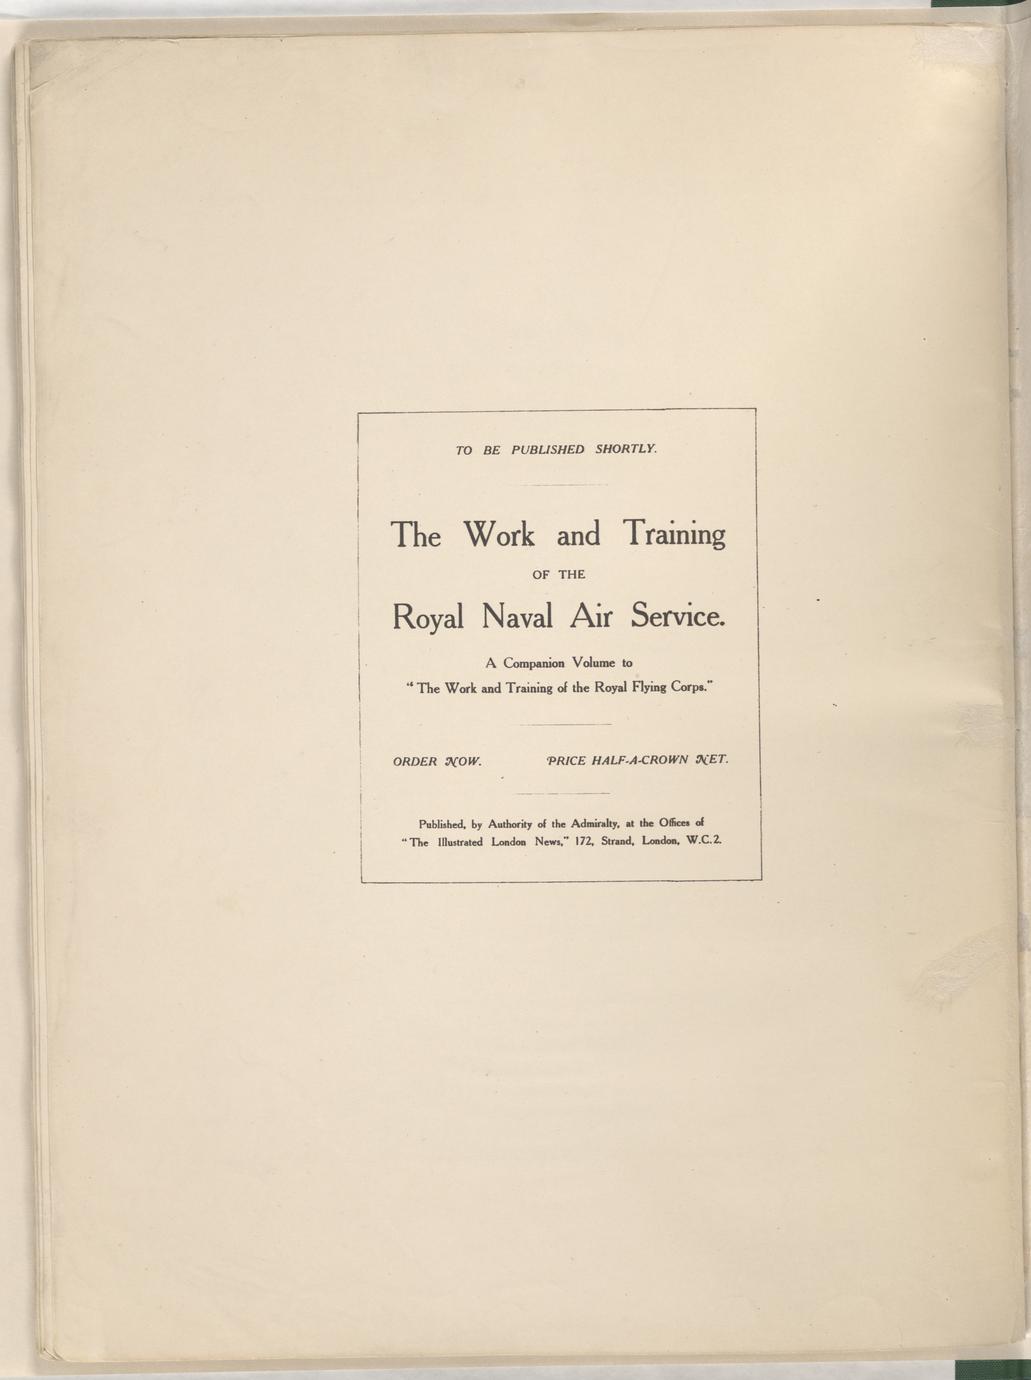 TO BE PUBLISHED SHORTLY.
The Work and Training
OF THE
Royal Naval Air Service.
A Companion Volume to
“The Work and Training of the Royal Flying Corps.”
ORDER NOW. PRICE HALF-A-CROWN NET.
Published, by Authority of the Admiralty, at the Offices of
“The Illustrated London News,” 172, Strand, London, W.C.2.